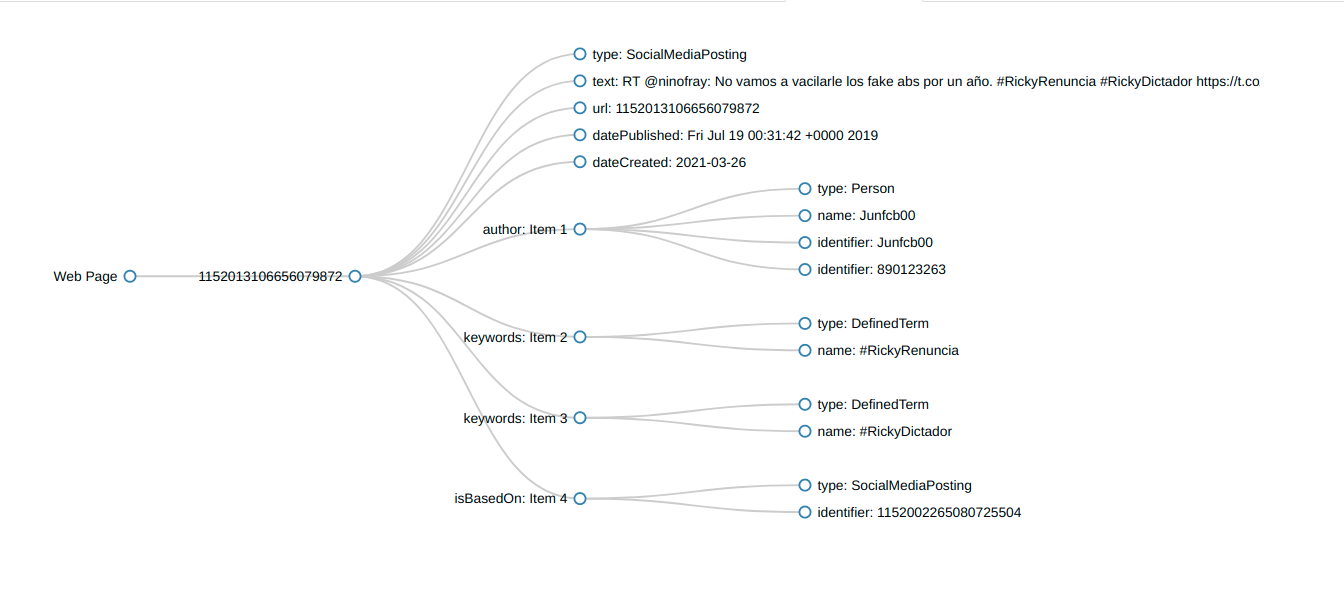 type: SocialMediaPosting
text: RT @ninofray: No vamos a vacilarle los fake abs por un año. #RickyRenuncia #RickyDictador https://t.co
url: 1152013106656079872
datePublished: Fri Jul 19 00:31:42 +0000 2019
dateCreated: 2021-03-26
type: Person
name: Junfcb00
author: Item 1
identifier: Junfcb00
identifier: 890123263
Web Page
1152013106656079872
type: DefinedTerm
keywords: Item 2
name: #RickyRenuncia
type: DefinedTerm
keywords: Item 3
name: #RickyDictador
type: SocialMediaPosting
isBasedOn: Item 4
identifier: 1152002265080725504